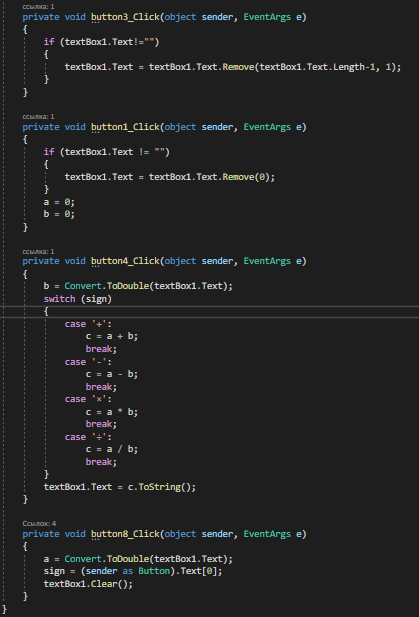 ссылка: 1
private void button3_Click(object sender, EventArgs e)
{
if (textBox1.Text!="")
{
textBox1.Text = textBox1.Text.Remove(textBox1.Text.Length-1, 1);
}
}
ссылка: 1
private void button1_Click(object sender, EventArgs e)
{
if (textBox1.Text != "")
{
textBox1.Text = textBox1.Text.Remove(0);
}
a = 0;
b = 0;
}
ссылка: 1
private void button4_Click(object sender, EventArgs e)
{
b = Convert.ToDouble(textBox1.Text);
switch (sign)
{
case '+':
c = a + b;
break;
case '-':
c = a - b;
break;
case '×':
c = a * b;
break;
case '÷':
c = a / b;
break;
}
textBox1.Text = c.ToString();
}
Ссылок: 4
private void button8_Click(object sender, EventArgs e)
{
a = Convert.ToDouble(textBox1.Text);
sign = (sender as Button).Text[0];
textBox1.Clear();
}
}